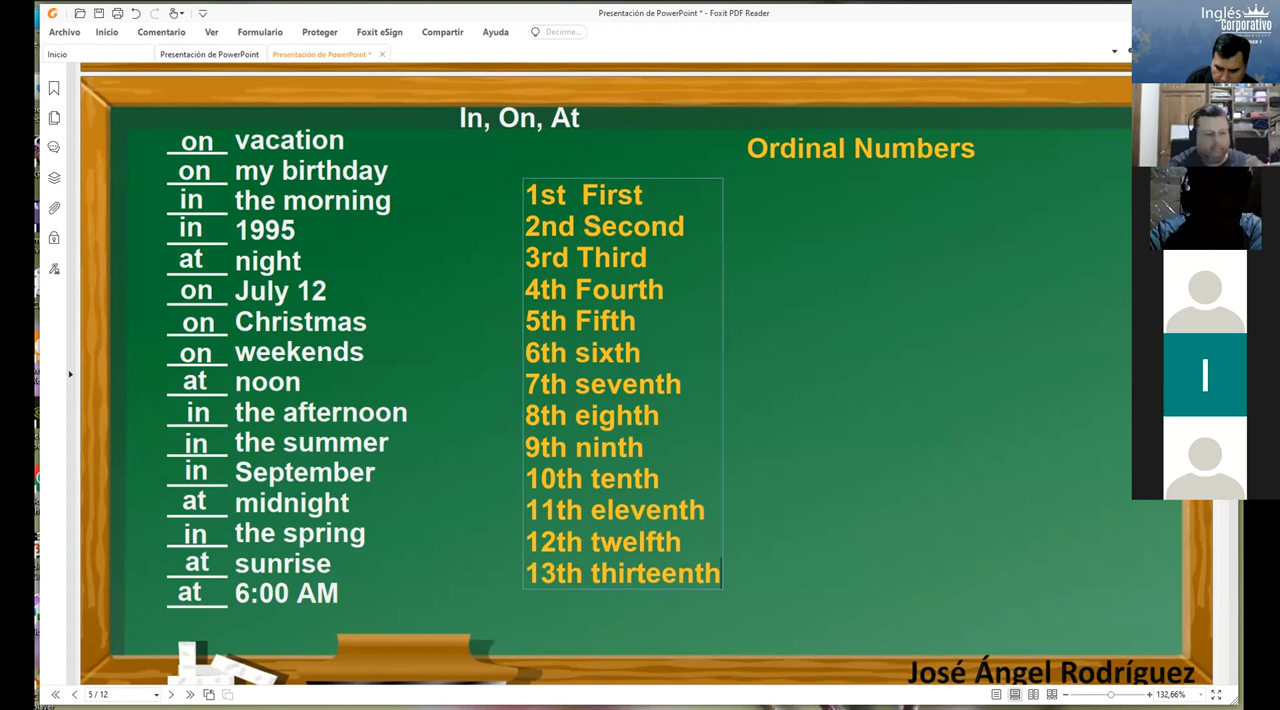 Presentación de PowerPoint * - Foxit PDF Reader
Archivo Inicio Comentario Ver Formulario Proteger Foxit eSign Compartir Ayuda Decirme...
Inicio Presentación de PowerPoint Presentación de PowerPoint *
In, On, At
Ordinal Numbers
on vacation
on my birthday
in the morning
in 1995
at night
on July 12
on Christmas
on weekends
at noon
in the afternoon
in the summer
in September
at midnight
in the spring
at sunrise
at 6:00 AM
1st First
2nd Second
3rd Third
4th Fourth
5th Fifth
6th sixth
7th seventh
8th eighth
9th ninth
10th tenth
11th eleventh
12th twelfth
13th thirteenth
José Ángel Rodríguez
Inglés
Corporativo
I
5 / 12
132,66%